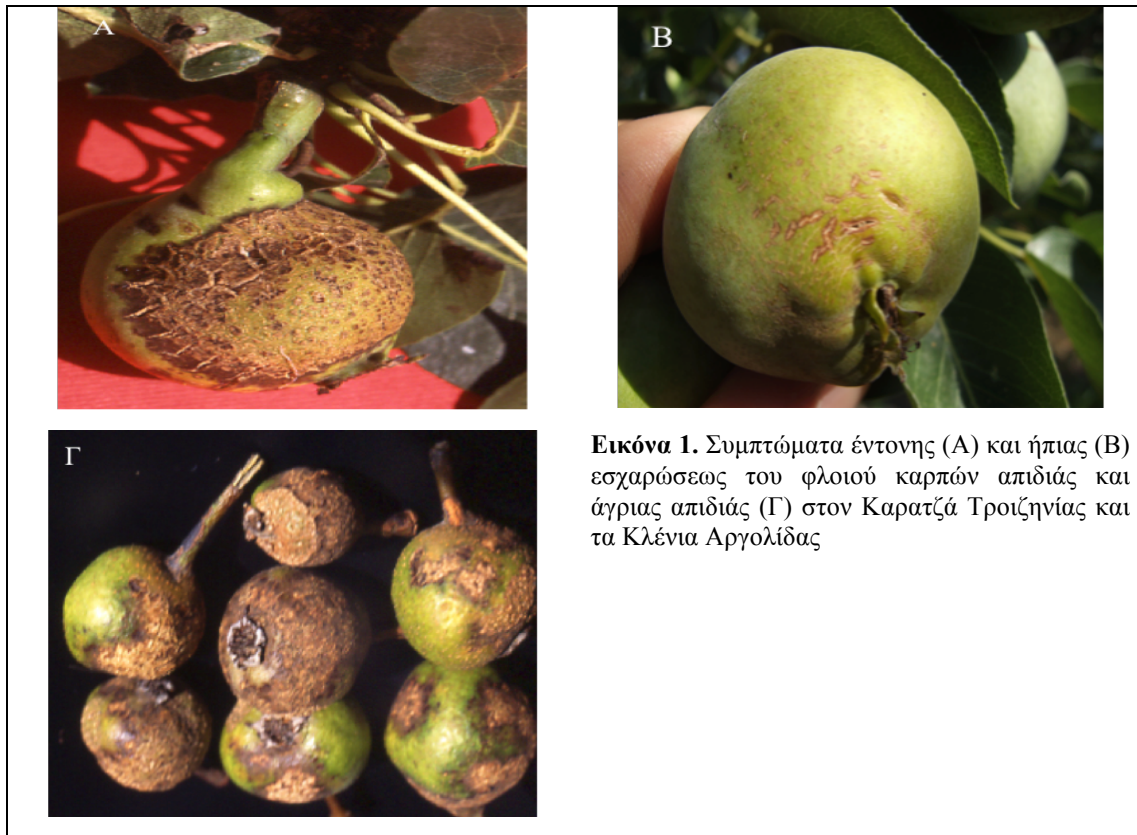 Α
Β
Γ
Εικόνα 1. Συμπτώματα έντονης (Α) και ήπιας (Β)
εσχαρώσεως του φλοιού καρπών απιδιάς και
άγριας απιδιάς (Γ) στον Καρατζά Τροιζηνίας και
τα Κλένια Αργολίδας